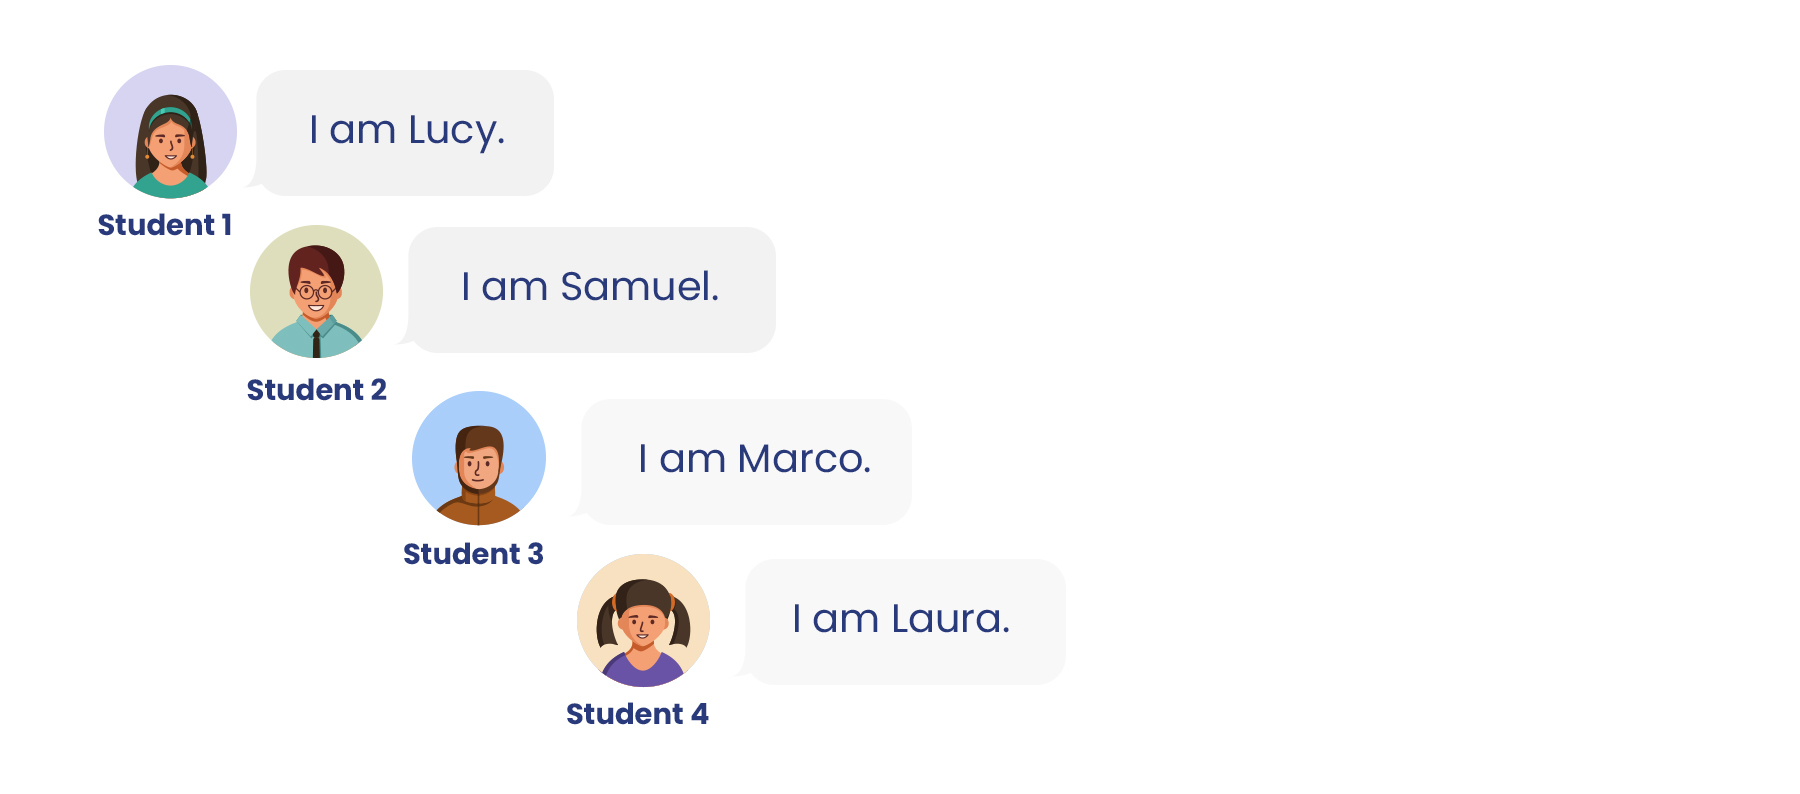 I am Lucy.
Student 1
I am Samuel.
Student 2
I am Marco.
Student 3
I am Laura.
Student 4